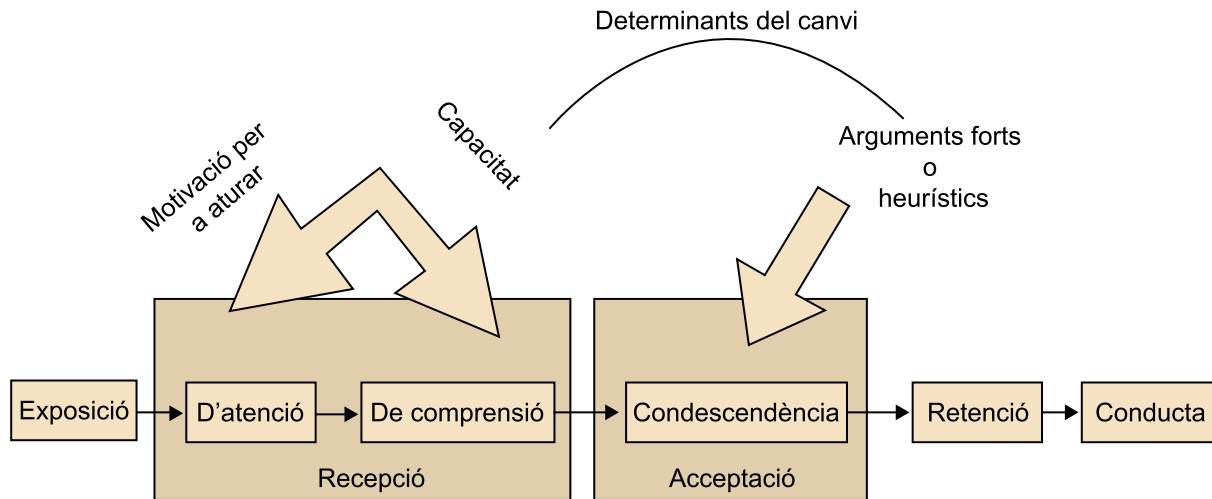 Determinants del canvi
Motivació per
a aturar
Capacitat
Arguments forts
o
heurístics
Exposició
D'atenció
De comprensió
Condescendència
Retenció
Conducta
Recepció
Acceptació